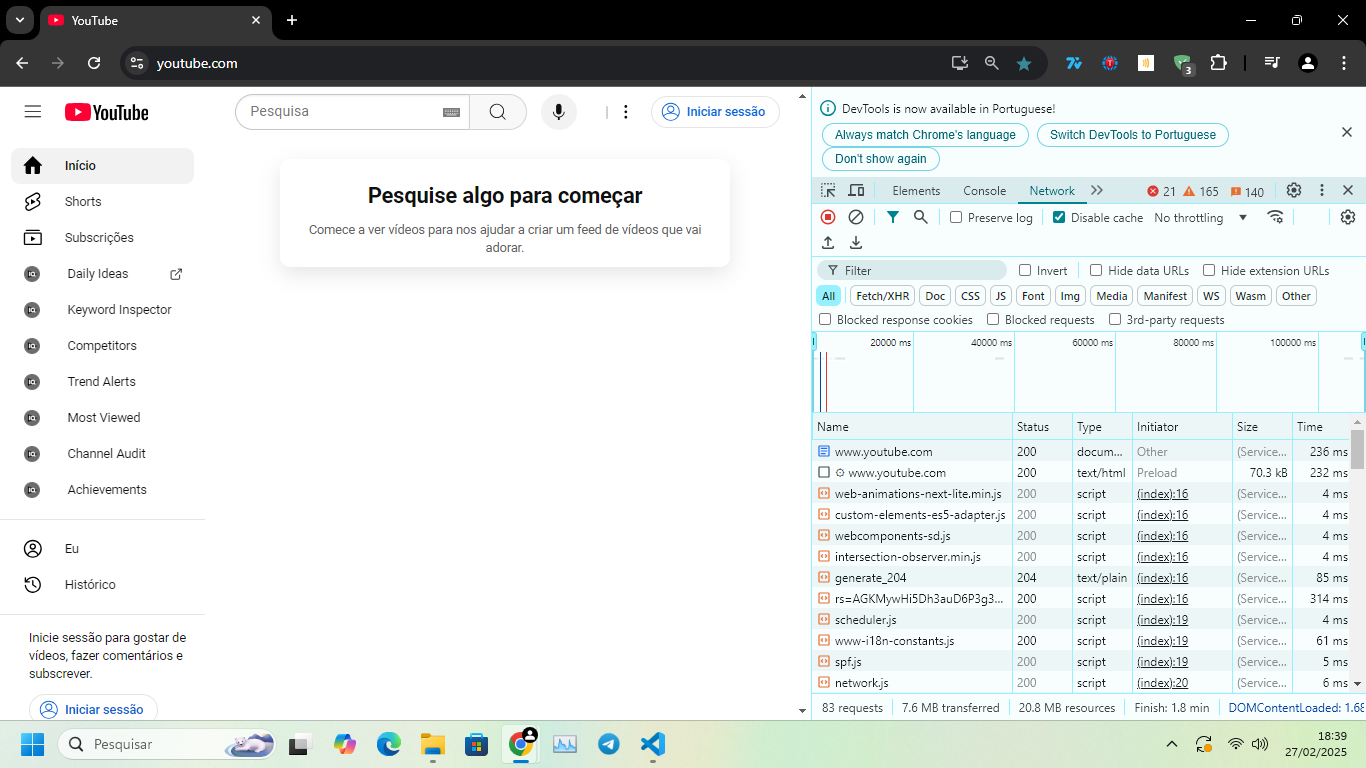 YouTube
youtube.com
3
YouTube
Pesquisa
Iniciar sessão
Início
Shorts
Subscrições
Daily Ideas
Keyword Inspector
Competitors
Trend Alerts
Most Viewed
Channel Audit
Achievements
Eu
Histórico
Inicie sessão para gostar de
vídeos, fazer comentários e
subscrever.
Iniciar sessão
Pesquise algo para começar
Comece a ver vídeos para nos ajudar a criar um feed de vídeos que vai
adorar.
DevTools is now available in Portuguese!
Always match Chrome's language Switch DevTools to Portuguese
Don't show again
Elements Console Network 21 165 140
Preserve log Disable cache No throttling
Filter Invert Hide data URLs Hide extension URLs
All Fetch/XHR Doc CSS JS Font Img Media Manifest WS Wasm Other
Blocked response cookies Blocked requests 3rd-party requests
20000 ms 40000 ms 60000 ms 80000 ms 100000 ms
Name Status Type Initiator Size Time
www.youtube.com 200 docum... Other (Service... 236 ms
www.youtube.com 200 text/html Preload 70.3 kB 232 ms
web-animations-next-lite.min.js 200 script (index):16 (Service... 4 ms
custom-elements-es5-adapter.js 200 script (index):16 (Service... 4 ms
webcomponents-sd.js 200 script (index):16 (Service... 4 ms
intersection-observer.min.js 200 script (index):16 (Service... 4 ms
generate_204 204 text/plain (index):16 (Service... 85 ms
rs=AGKMywHi5Dh3auD6P3g3... 200 script (index):16 (Service... 314 ms
scheduler.js 200 script (index):19 (Service... 4 ms
www-i18n-constants.js 200 script (index):19 (Service... 61 ms
spf.js 200 script (index):19 (Service... 5 ms
network.js 200 script (index):20 (Service... 6 ms
83 requests 7.6 MB transferred 20.8 MB resources Finish: 1.8 min DOMContentLoaded: 1.68
Pesquisar
18:39
27/02/2025